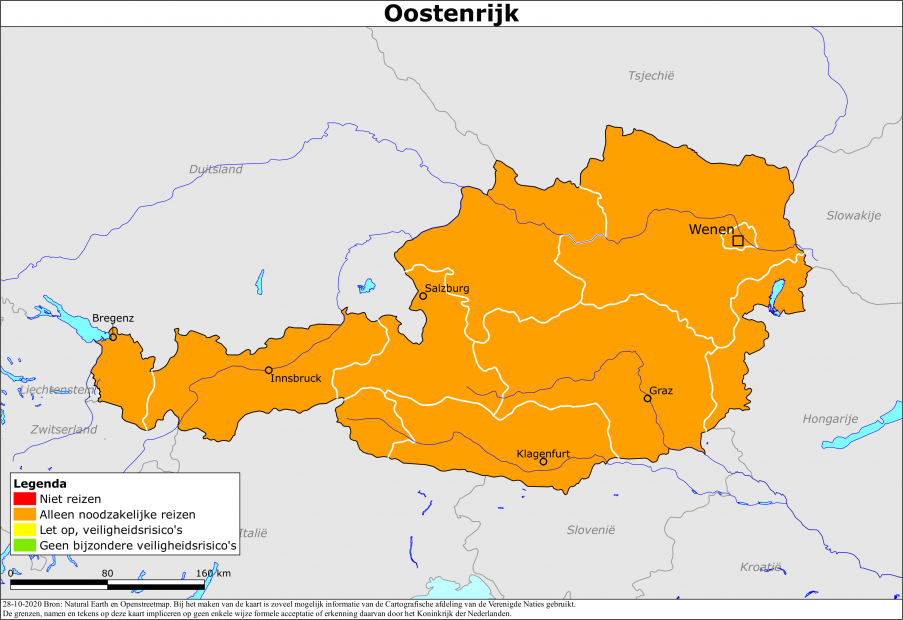 Oostenrijk
Tsjechië
Duitsland
Slowakije
Wenen
Salzburg
Bregenz
Innsbruck
Liechtenstein
Graz
Zwitserland
Hongarije
Klagenfurt
Legenda
Niet reizen
Alleen noodzakelijke reizen
Let op, veiligheidsrisico's
Geen bijzondere veiligheidsrisico's
Italië
Slovenië
Kroatië
0 80 160 km
28-10-2020 Bron: Natural Earth en Openstreetmap. Bij het maken van de kaart is zoveel mogelijk informatie van de Cartografische afdeling van de Verenigde Naties gebruikt.
De grenzen, namen en tekens op deze kaart impliceren op geen enkele wijze formele acceptatie of erkenning daarvan door het Koninkrijk der Nederlanden.